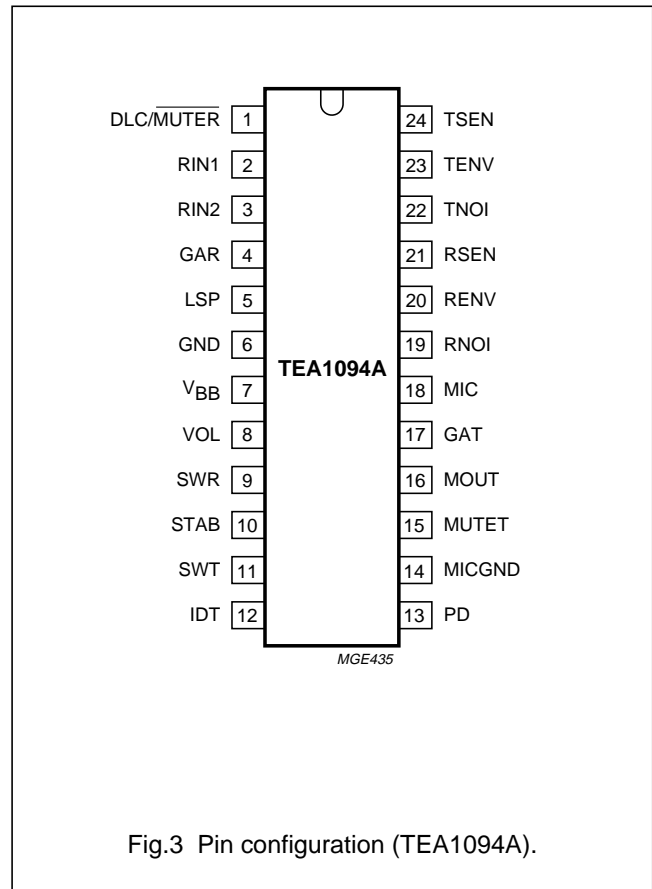 DLC/MUTER 1 24 TSEN
RIN1 2 23 TENV
RIN2 3 22 TNOI
GAR 4 21 RSEN
LSP 5 20 RENV
GND 6 19 RNOI
TEA1094A
VBB 7 18 MIC
VOL 8 17 GAT
SWR 9 16 MOUT
STAB 10 15 MUTET
SWT 11 14 MICGND
IDT 12 13 PD
MGE435
Fig.3 Pin configuration (TEA1094A).